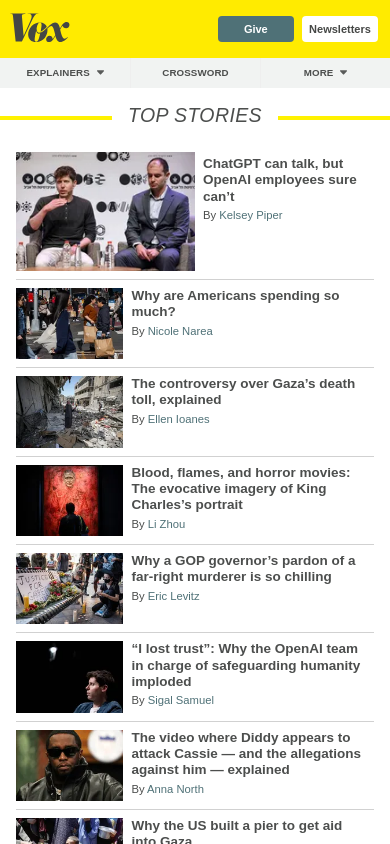 Vox
Give
Newsletters
EXPLAINERS
CROSSWORD
MORE
TOP STORIES
ChatGPT can talk, but
OpenAI employees sure
can’t
By Kelsey Piper
Why are Americans spending so
much?
By Nicole Narea
The controversy over Gaza’s death
toll, explained
By Ellen Ioanes
Blood, flames, and horror movies:
The evocative imagery of King
Charles’s portrait
By Li Zhou
JUSTICE
FOR
Why a GOP governor’s pardon of a
far-right murderer is so chilling
By Eric Levitz
“I lost trust”: Why the OpenAI team
in charge of safeguarding humanity
imploded
By Sigal Samuel
The video where Diddy appears to
attack Cassie — and the allegations
against him — explained
By Anna North
Why the US built a pier to get aid
into Gaza